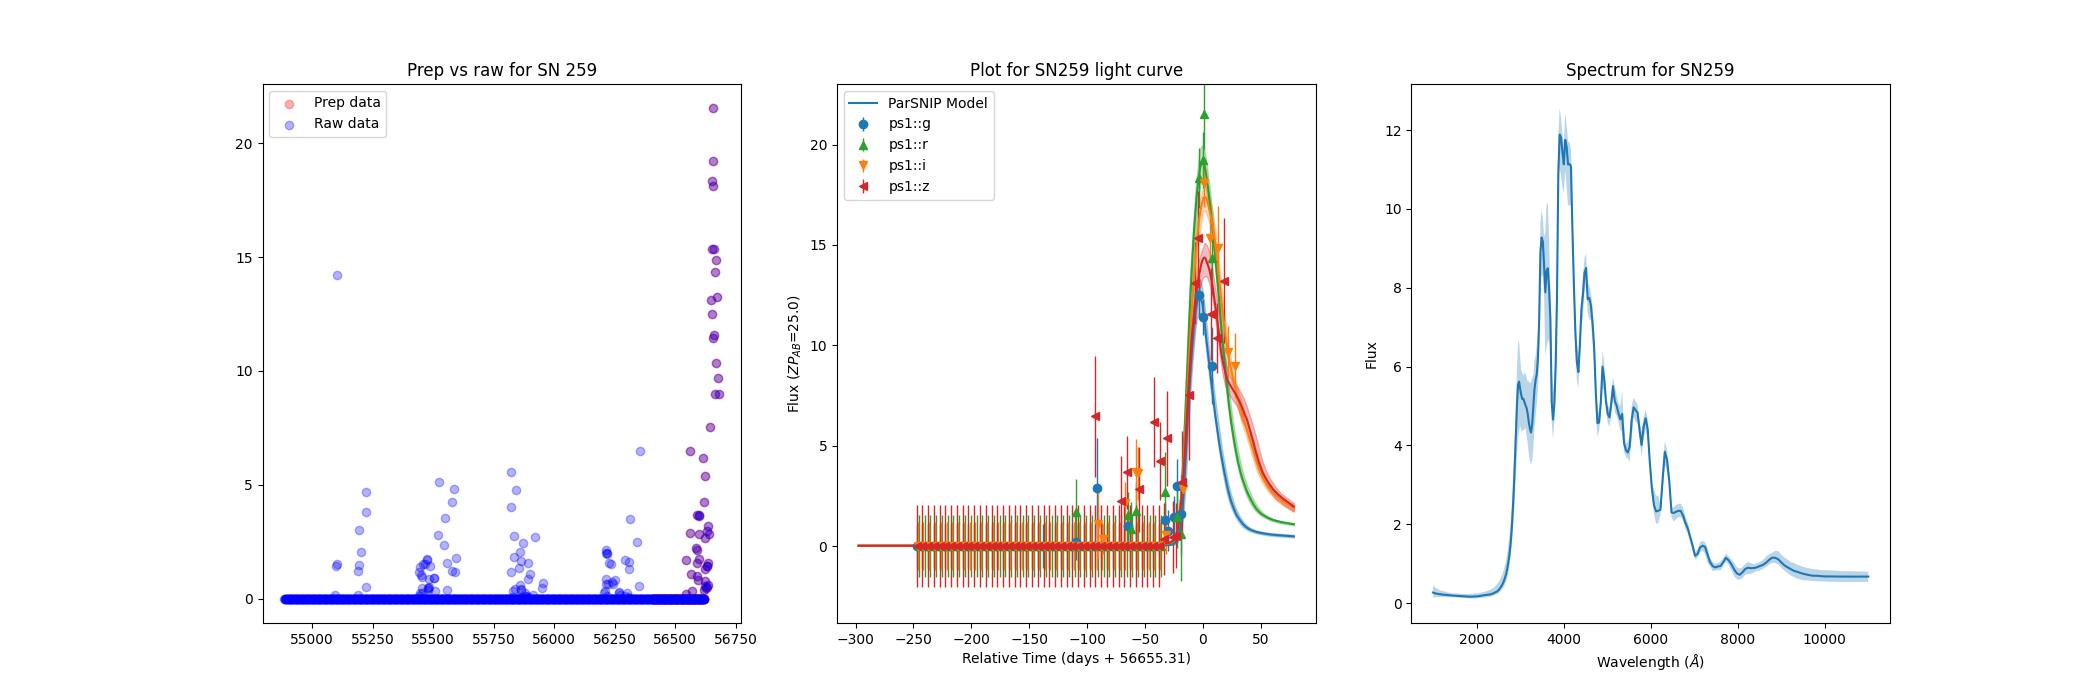 Prep vs raw for SN 259
Prep data
Raw data
20
15
10
5
0
55000
55250
55500
55750
56000
56250
56500
56750
Plot for SN259 light curve
ParSNIP Model
ps1::g
ps1::r
ps1::i
ps1::z
Flux (ZP_AB=25.0)
20
15
10
5
0
−300
−250
−200
−150
−100
−50
0
50
Relative Time (days + 56655.31)
Spectrum for SN259
Flux
12
10
8
6
4
2
0
2000
4000
6000
8000
10000
Wavelength (Å)